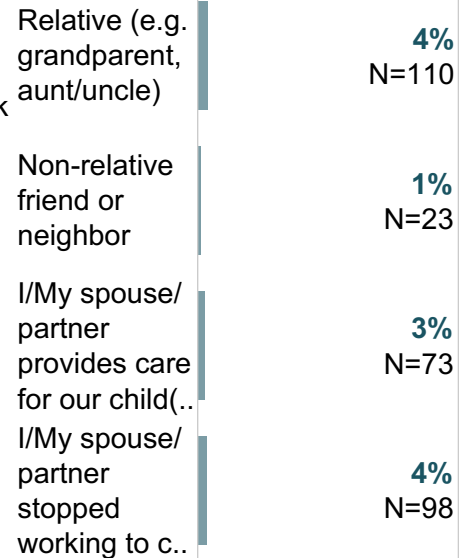 Relative (e.g.
grandparent,
aunt/uncle)
4%
N=110
Non-relative
friend or
neighbor
1%
N=23
I/My spouse/
partner
provides care
for our child(..
3%
N=73
I/My spouse/
partner
stopped
working to c..
4%
N=98